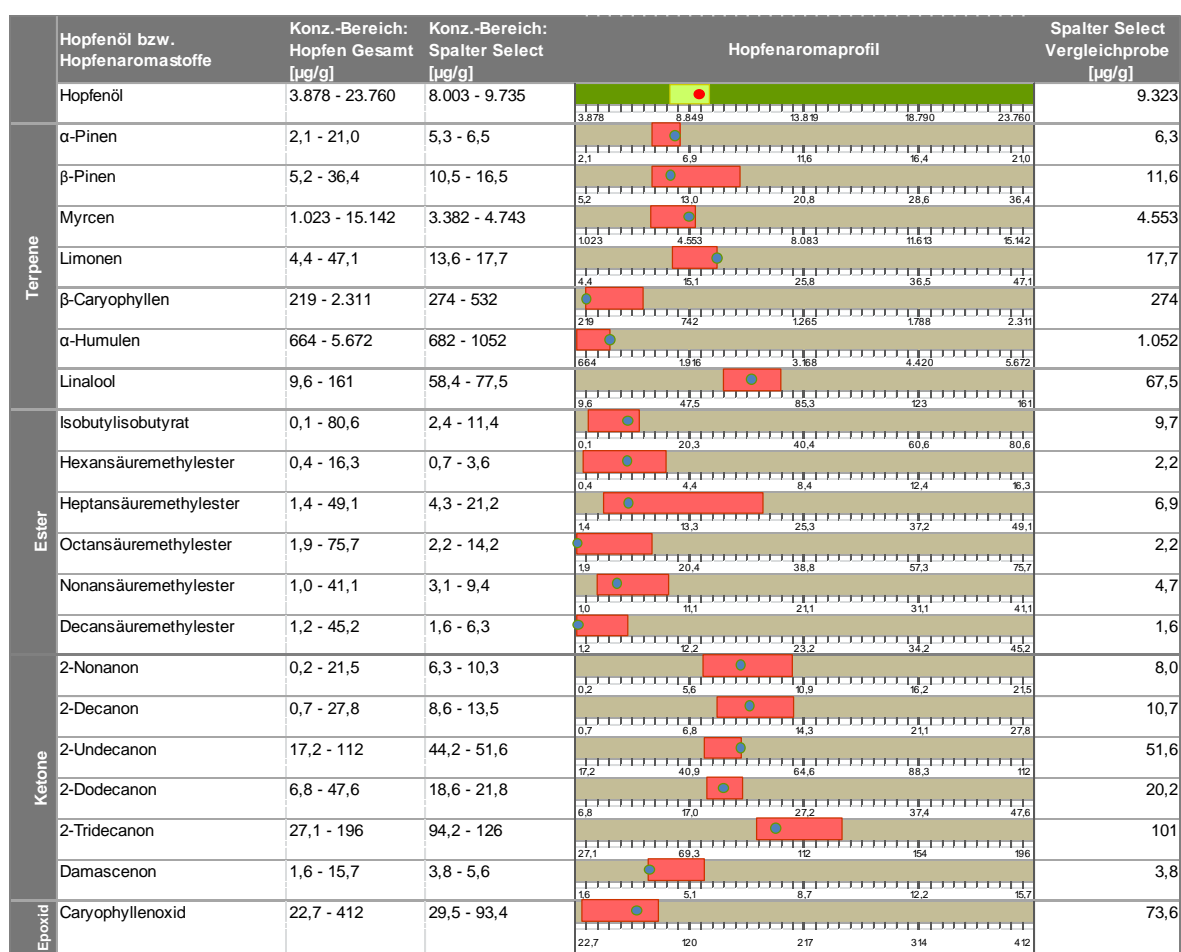 Hopfenöl bzw. Hopfenaromastoffe Konz.-Bereich: Hopfen Gesamt [µg/g] Konz.-Bereich: Spalter Select [µg/g] Hopfenaromaprofil Spalter Select Vergleichprobe [µg/g]
Hopfenöl 3.878 - 23.760 8.003 - 9.735 9.323
3.878 8.849 13.819 18.790 23.760
Terpene
α-Pinen 2,1 - 21,0 5,3 - 6,5 6,3
2,1 6,9 11,6 16,4 21,0
β-Pinen 5,2 - 36,4 10,5 - 16,5 11,6
5,2 13,0 20,8 28,6 36,4
Myrcen 1.023 - 15.142 3.382 - 4.743 4.553
1.023 4.553 8.083 11.613 15.142
Limonen 4,4 - 47,1 13,6 - 17,7 17,7
4,4 15,1 25,8 36,5 47,1
β-Caryophyllen 219 - 2.311 274 - 532 274
219 742 1.265 1.788 2.311
α-Humulen 664 - 5.672 682 - 1052 1.052
664 1.916 3.168 4.420 5.672
Linalool 9,6 - 161 58,4 - 77,5 67,5
9,6 47,5 85,3 123 161
Ester
Isobutylisobutyrat 0,1 - 80,6 2,4 - 11,4 9,7
0,1 20,3 40,4 60,6 80,6
Hexansäuremethylester 0,4 - 16,3 0,7 - 3,6 2,2
0,4 4,4 8,4 12,4 16,3
Heptansäuremethylester 1,4 - 49,1 4,3 - 21,2 6,9
1,4 13,3 25,3 37,2 49,1
Octansäuremethylester 1,9 - 75,7 2,2 - 14,2 2,2
1,9 20,4 38,8 57,3 75,7
Nonansäuremethylester 1,0 - 41,1 3,1 - 9,4 4,7
1,0 11,1 21,1 31,1 41,1
Decansäuremethylester 1,2 - 45,2 1,6 - 6,3 1,6
1,2 12,2 23,2 34,2 45,2
Ketone
2-Nonanon 0,2 - 21,5 6,3 - 10,3 8,0
0,2 5,6 10,9 16,2 21,5
2-Decanon 0,7 - 27,8 8,6 - 13,5 10,7
0,7 6,8 14,3 21,1 27,8
2-Undecanon 17,2 - 112 44,2 - 51,6 51,6
17,2 40,9 64,6 88,3 112
2-Dodecanon 6,8 - 47,6 18,6 - 21,8 20,2
6,8 17,0 27,2 37,4 47,6
2-Tridecanon 27,1 - 196 94,2 - 126 101
27,1 69,3 112 154 196
Damascenon 1,6 - 15,7 3,8 - 5,6 3,8
1,6 5,1 8,7 12,2 15,7
Epoxid
Caryophyllenoxid 22,7 - 412 29,5 - 93,4 73,6
22,7 120 217 314 412